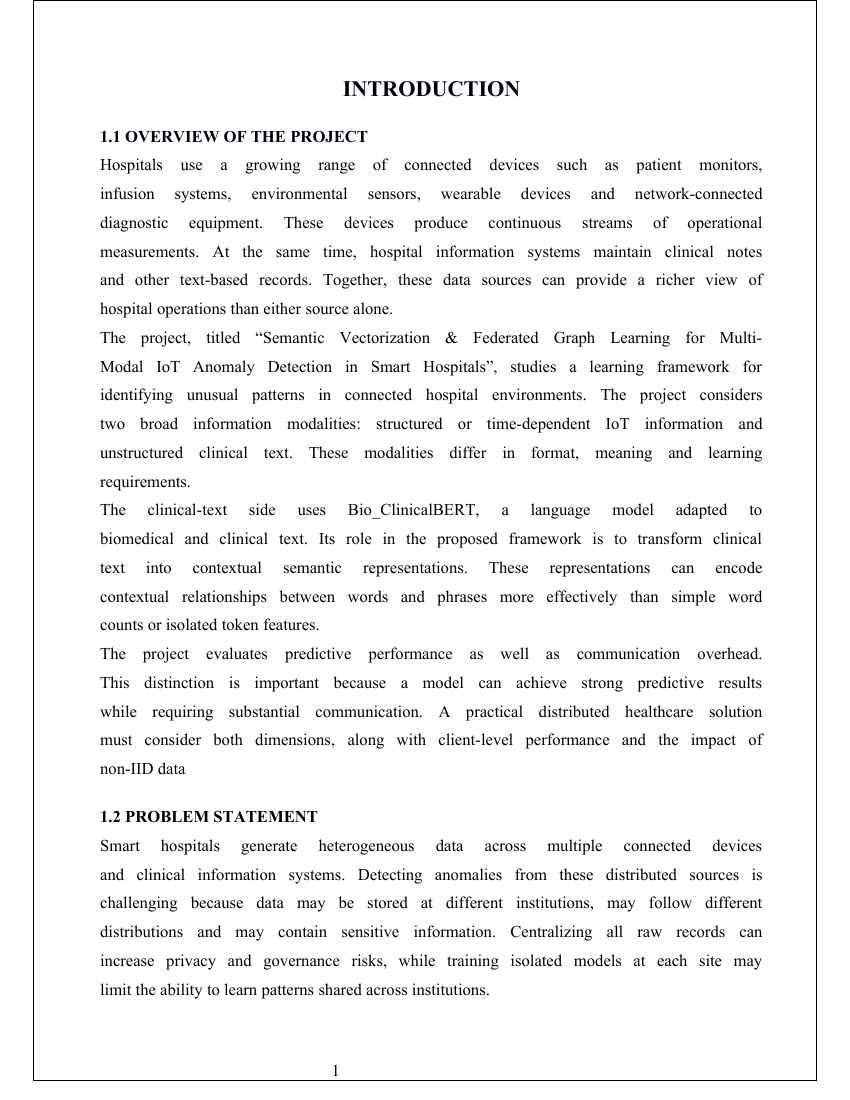 INTRODUCTION
1.1 OVERVIEW OF THE PROJECT
Hospitals use a growing range of connected devices such as patient monitors,
infusion systems, environmental sensors, wearable devices and network-connected
diagnostic equipment. These devices produce continuous streams of operational
measurements. At the same time, hospital information systems maintain clinical notes
and other text-based records. Together, these data sources can provide a richer view of
hospital operations than either source alone.
The project, titled “Semantic Vectorization & Federated Graph Learning for Multi-
Modal IoT Anomaly Detection in Smart Hospitals”, studies a learning framework for
identifying unusual patterns in connected hospital environments. The project considers
two broad information modalities: structured or time-dependent IoT information and
unstructured clinical text. These modalities differ in format, meaning and learning
requirements.
The clinical-text side uses Bio_ClinicalBERT, a language model adapted to
biomedical and clinical text. Its role in the proposed framework is to transform clinical
text into contextual semantic representations. These representations can encode
contextual relationships between words and phrases more effectively than simple word
counts or isolated token features.
The project evaluates predictive performance as well as communication overhead.
This distinction is important because a model can achieve strong predictive results
while requiring substantial communication. A practical distributed healthcare solution
must consider both dimensions, along with client-level performance and the impact of
non-IID data
1.2 PROBLEM STATEMENT
Smart hospitals generate heterogeneous data across multiple connected devices
and clinical information systems. Detecting anomalies from these distributed sources is
challenging because data may be stored at different institutions, may follow different
distributions and may contain sensitive information. Centralizing all raw records can
increase privacy and governance risks, while training isolated models at each site may
limit the ability to learn patterns shared across institutions.
1